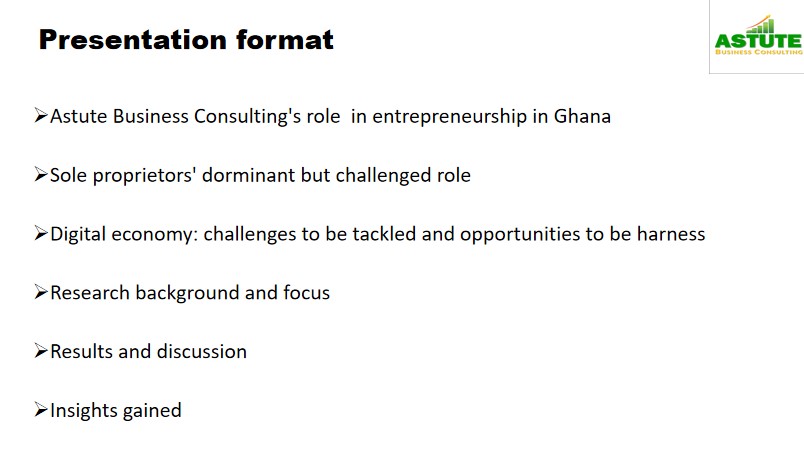 Presentation format
ASTUTE
BUSINESS CONSULTING
➢Astute Business Consulting's role  in entrepreneurship in Ghana
➢Sole proprietors' dorminant but challenged role
➢Digital economy: challenges to be tackled and opportunities to be harness
➢Research background and focus
➢Results and discussion
➢Insights gained